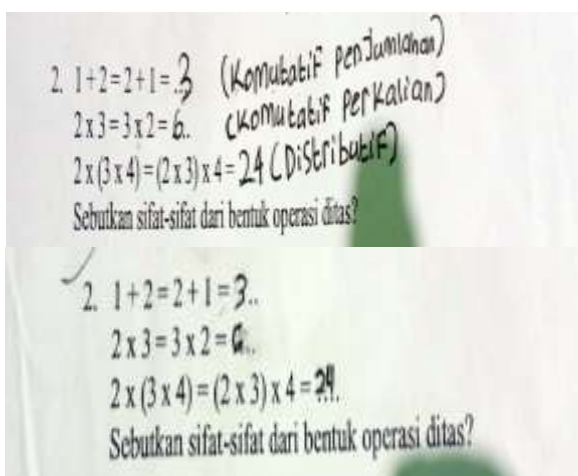 2. 1+2=2+1=3 (Komutatif penjumlahan)
2x3=3x2=6.. (Komutatif perkalian)
2x(3x4)=(2x3)x4=24 (Distributif)
Sebutkan sifat-sifat dari bentuk operasi ditas?
2. 1+2=2+1=3..
2x3=3x2=6..
2x(3x4)=(2x3)x4=24.
Sebutkan sifat-sifat dari bentuk operasi ditas?